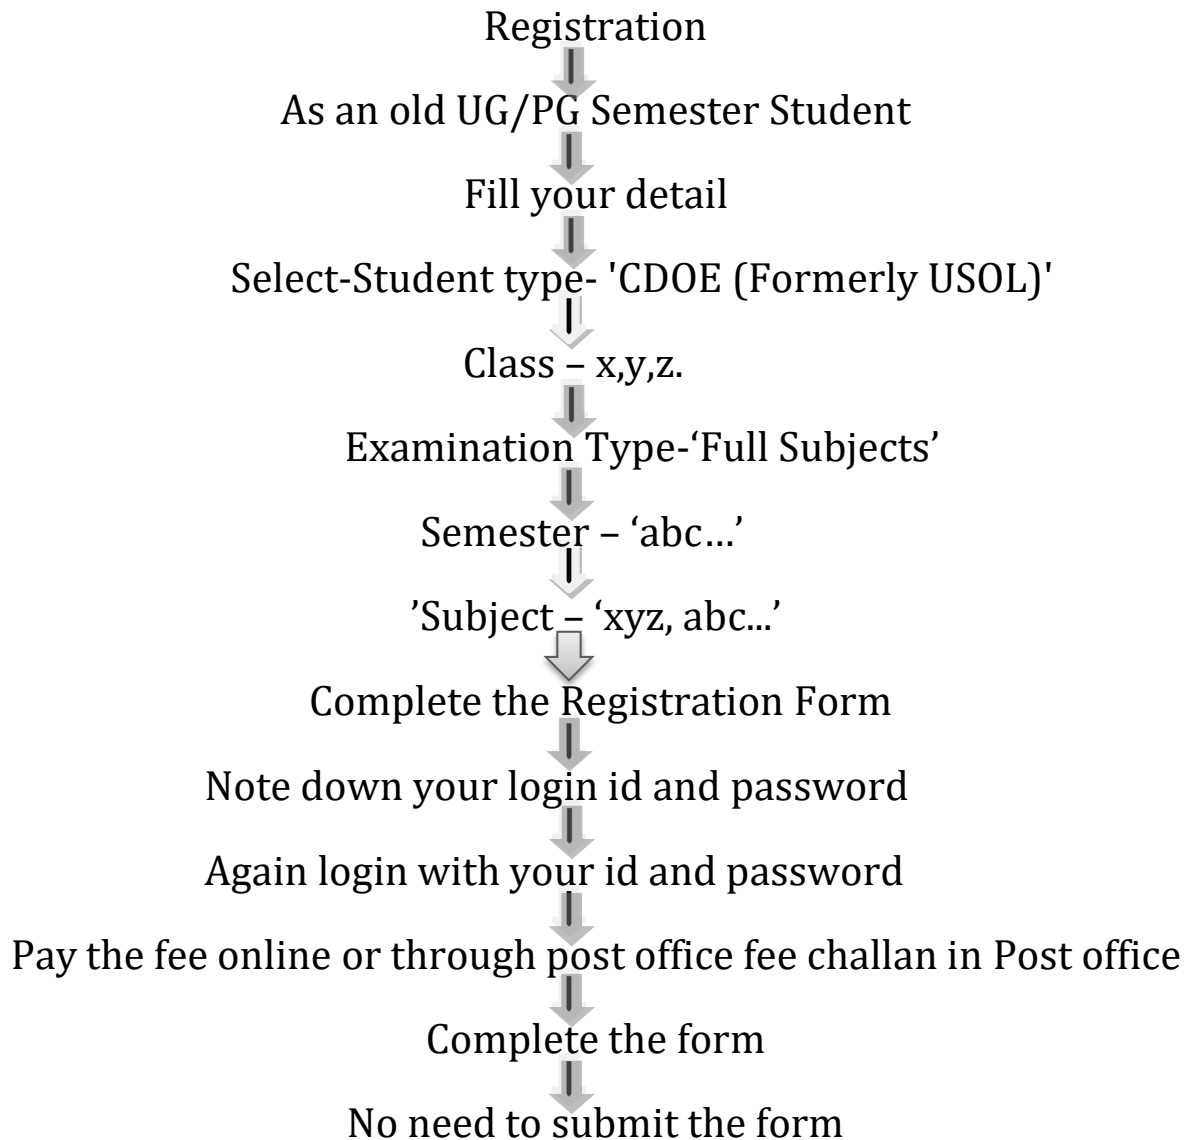 Registration
As an old UG/PG Semester Student
Fill your detail
Select-Student type- 'CDOE (Formerly USOL)'
Class – x,y,z.
Examination Type-‘Full Subjects’
Semester – ‘abc…’
’Subject – ‘xyz, abc...’
Complete the Registration Form
Note down your login id and password
Again login with your id and password
Pay the fee online or through post office fee challan in Post office
Complete the form
No need to submit the form